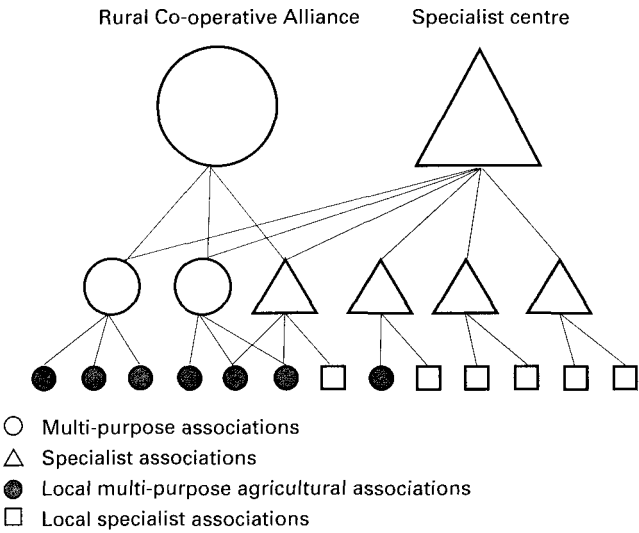 Rural Co-operative Alliance Specialist centre
Multi-purpose associations
Specialist associations
Local multi-purpose agricultural associations
Local specialist associations